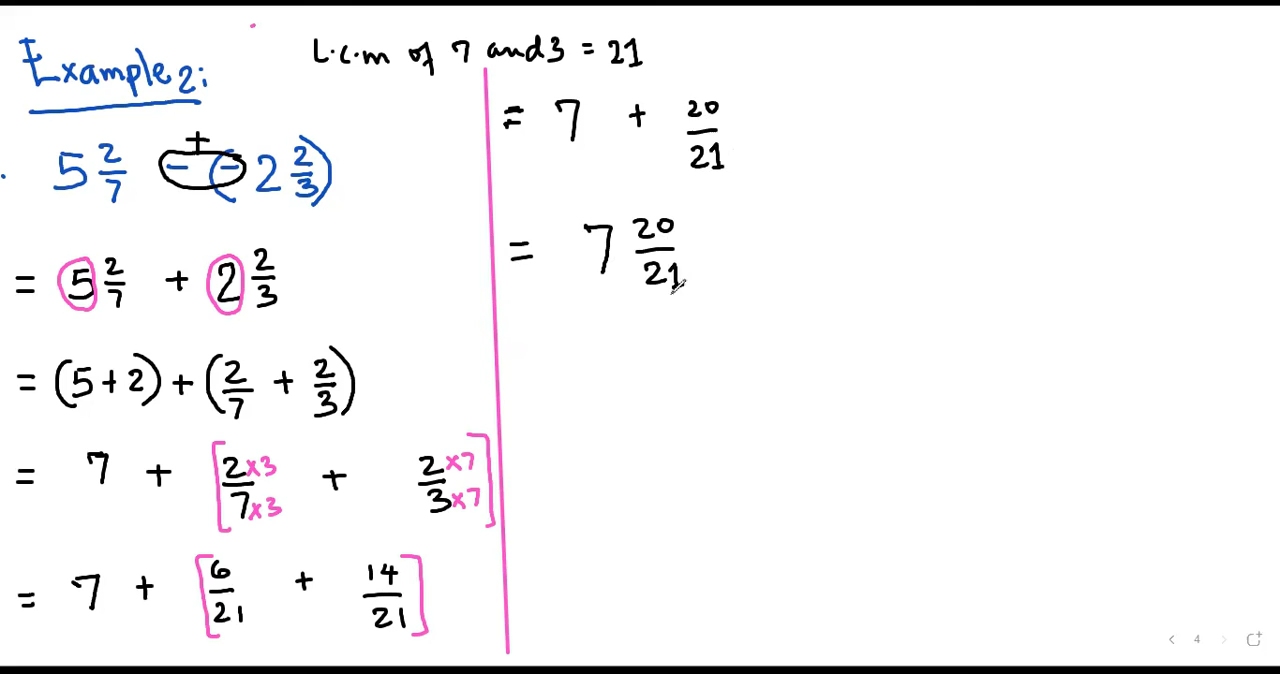 Example 2:
L.c.m of 7 and 3 = 21
5 2/7 - (-2 2/3)
+
= 5 2/7 + 2 2/3
= (5+2) + (2/7 + 2/3)
= 7 + [2×3/7×3 + 2×7/3×7]
= 7 + [6/21 + 14/21]
= 7 + 20/21
= 7 20/21
4